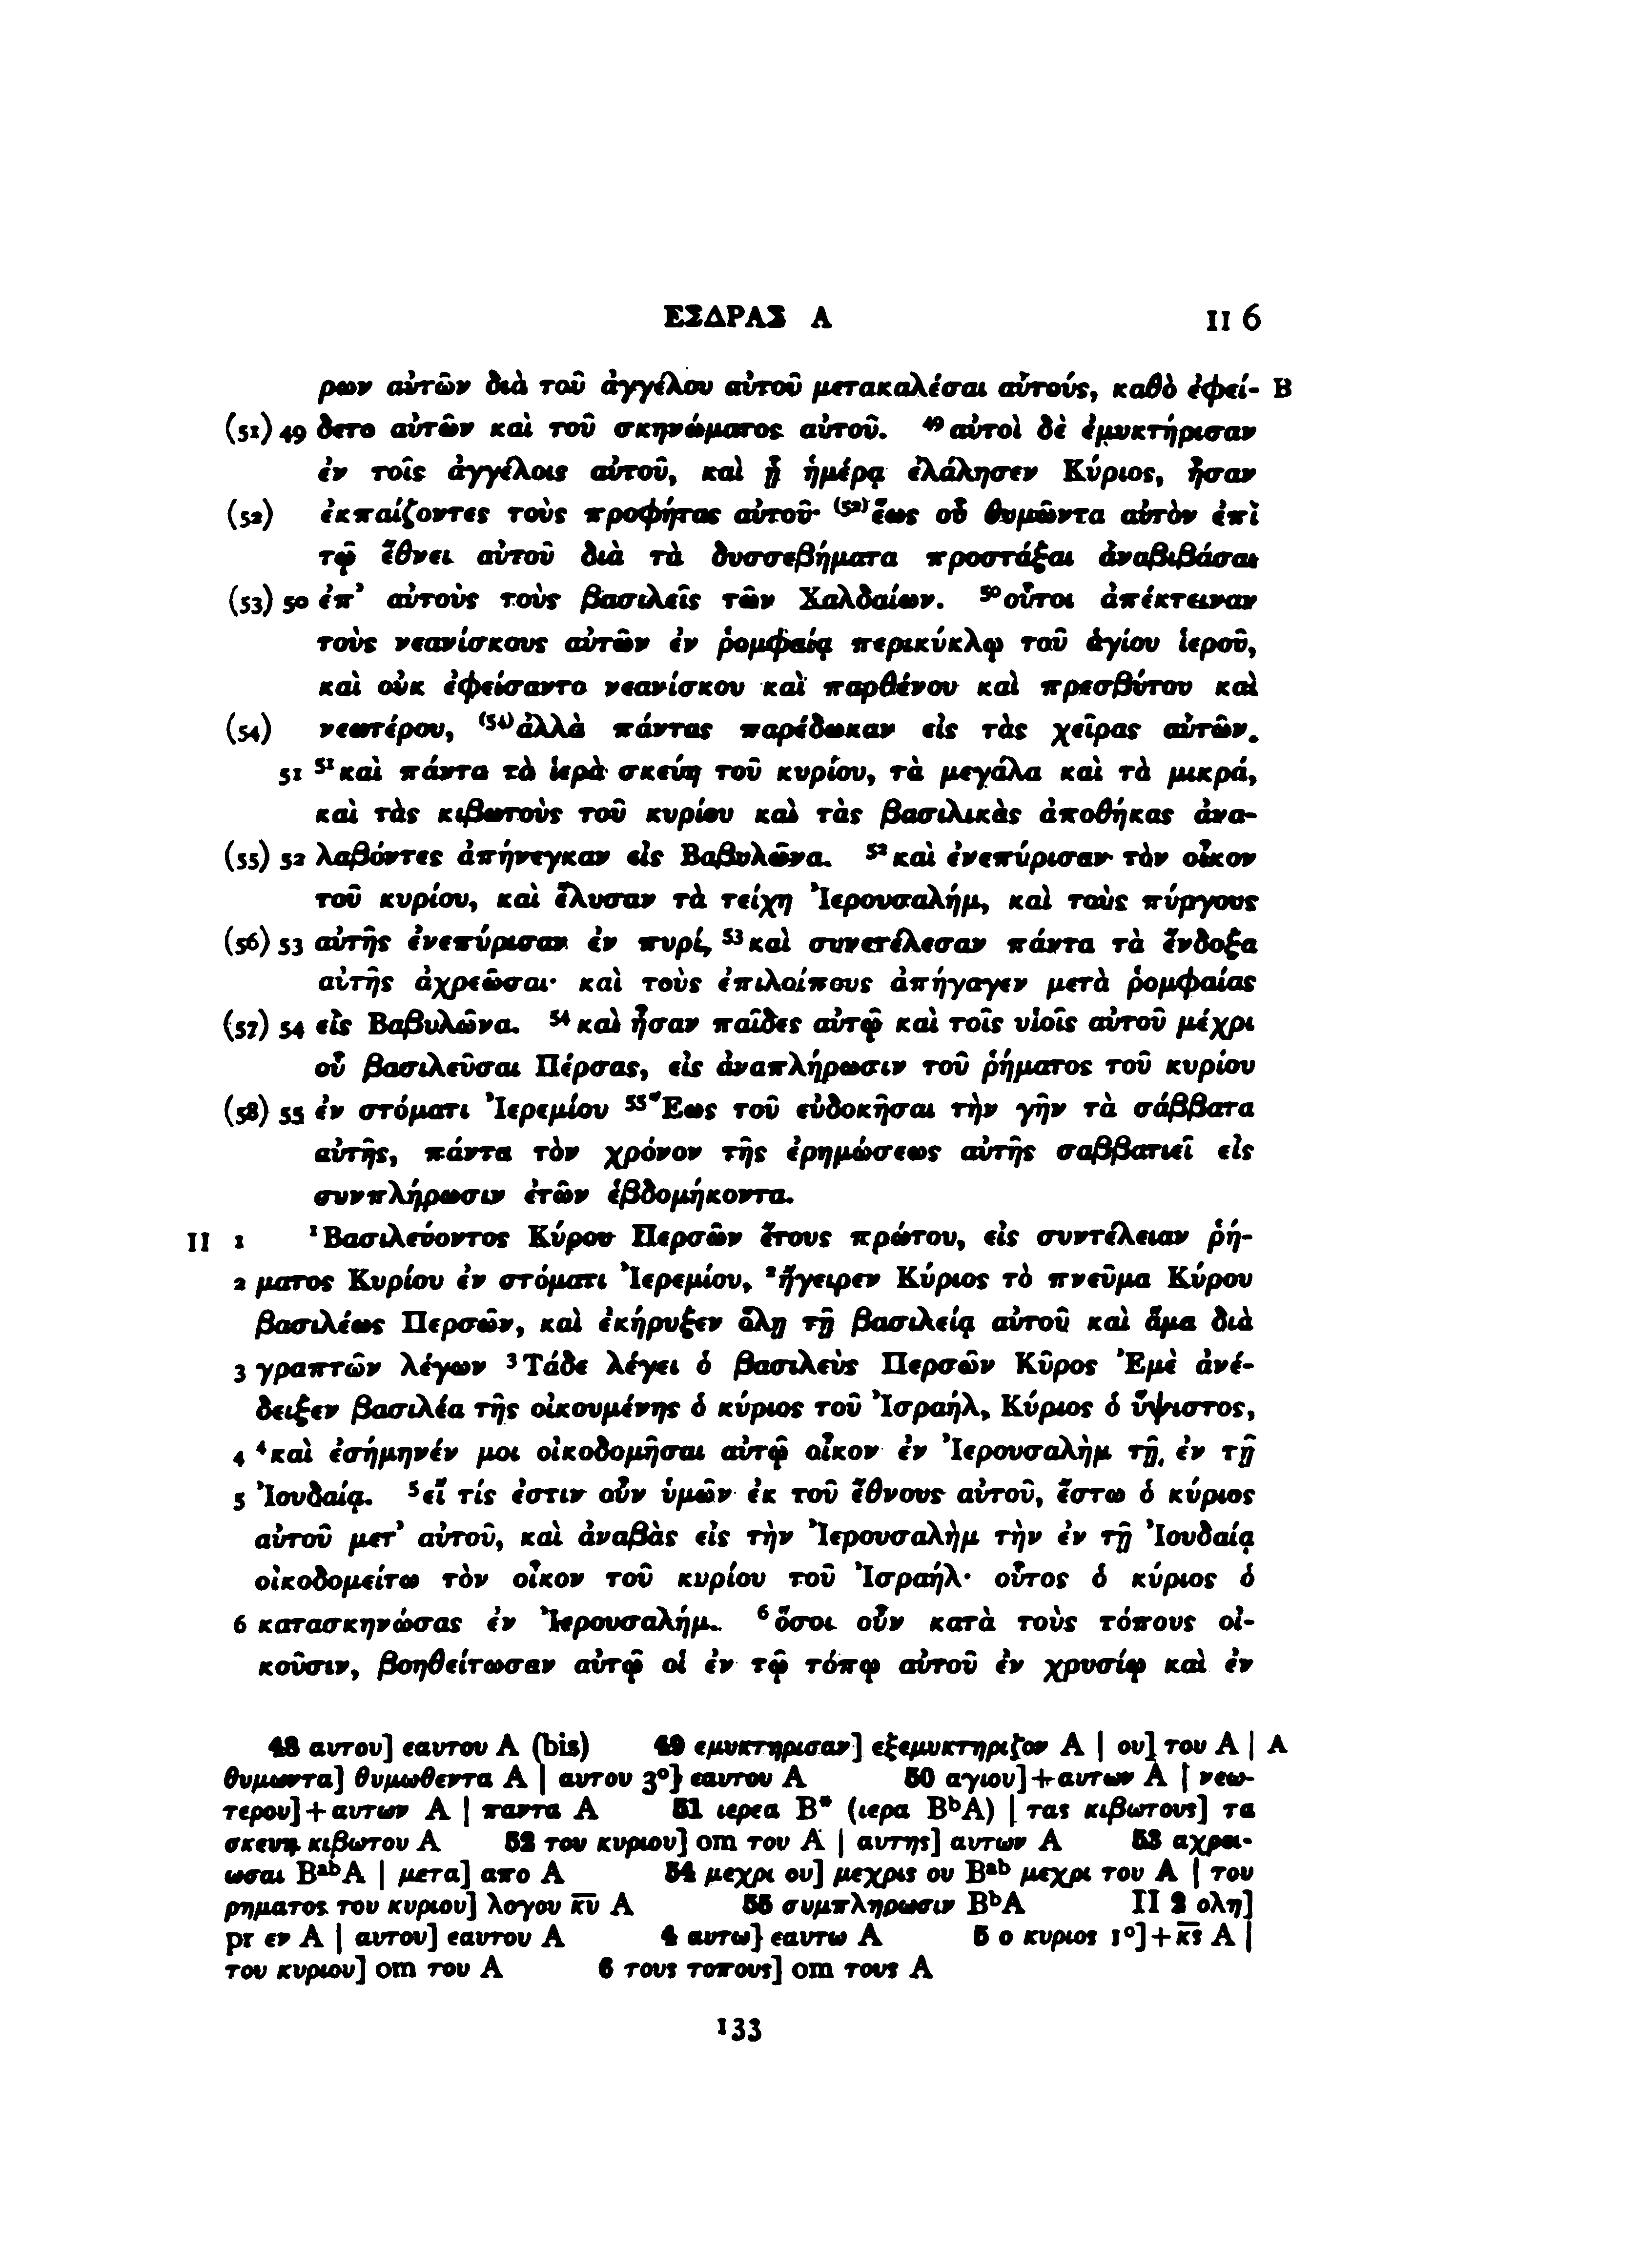 ΕΣΔΡΑΣ Α II 6
ρων αὐτῶν διὰ τοῦ ἀγγέλου αὐτοῦ μετακαλέσαι αὐτούς, καθὸ ἐφεί- B
(51) 49 δετο αὐτῶν καὶ τοῦ σκηνώματος αὐτοῦ. ⁴⁹αὐτοὶ δὲ ἐμυκτήρισαν
ἐν τοῖς ἀγγέλοις αὐτοῦ, καὶ ᾗ ἡμέρᾳ ἐλάλησεν Κύριος, ἦσαν
(52) ἐκπαίζοντες τοὺς προφήτας αὐτοῦ· ⁽⁵²⁾ἕως οὗ θυμῶντα αὐτὸν ἐπὶ
τῷ ἔθνει αὐτοῦ διὰ τὰ δυσσεβήματα προστάξαι ἀναβιβάσαι
(53) 50 ἐπ’ αὐτοὺς τοὺς βασιλεῖς τῶν Χαλδαίων. ⁵⁰οὗτοι ἀπέκτειναν
τοὺς νεανίσκους αὐτῶν ἐν ῥομφαίᾳ περικύκλῳ τοῦ ἁγίου ἱεροῦ,
καὶ οὐκ ἐφείσαντο νεανίσκου καὶ παρθένου καὶ πρεσβύτου καὶ
(54) νεωτέρου, ⁽⁵⁴⁾ἀλλὰ πάντας παρέδωκαν εἰς τὰς χεῖρας αὐτῶν.
51 ⁵¹καὶ πάντα τὰ ἱερὰ σκεύη τοῦ κυρίου, τὰ μεγάλα καὶ τὰ μικρά,
καὶ τὰς κιβωτοὺς τοῦ κυρίου καὶ τὰς βασιλικὰς ἀποθήκας ἀνα-
(55) 52 λαβόντες ἀπήνεγκαν εἰς Βαβυλῶνα. ⁵²καὶ ἐνεπύρισαν τὸν οἶκον
τοῦ κυρίου, καὶ ἔλυσαν τὰ τείχη Ἰερουσαλήμ, καὶ τοὺς πύργους
(56) 53 αὐτῆς ἐνεπύρισαν ἐν πυρί, ⁵³καὶ συνετέλεσαν πάντα τὰ ἔνδοξα
αὐτῆς ἀχρεῶσαι· καὶ τοὺς ἐπιλοίπους ἀπήγαγεν μετὰ ῥομφαίας
(57) 54 εἰς Βαβυλῶνα. ⁵⁴καὶ ἦσαν παῖδες αὐτῷ καὶ τοῖς υἱοῖς αὐτοῦ μέχρι
οὗ βασιλεῦσαι Πέρσας, εἰς ἀναπλήρωσιν τοῦ ῥήματος τοῦ κυρίου
(58) 55 ἐν στόματι Ἰερεμίου ⁵⁵Ἕως τοῦ εὐδοκῆσαι τὴν γῆν τὰ σάββατα
αὐτῆς, πάντα τὸν χρόνον τῆς ἐρημώσεως αὐτῆς σαββατιεῖ εἰς
συνπλήρωσιν ἐτῶν ἑβδομήκοντα.
II 1 ¹Βασιλεύοντος Κύρου Περσῶν ἔτους πρώτου, εἰς συντέλειαν ῥή-
2 ματος Κυρίου ἐν στόματι Ἰερεμίου, ²ἤγειρεν Κύριος τὸ πνεῦμα Κύρου
βασιλέως Περσῶν, καὶ ἐκήρυξεν ὅλῃ τῇ βασιλείᾳ αὐτοῦ καὶ ἅμα διὰ
3 γραπτῶν λέγων ³Τάδε λέγει ὁ βασιλεὺς Περσῶν Κῦρος Ἐμὲ ἀνέ-
δειξεν βασιλέα τῆς οἰκουμένης ὁ κύριος τοῦ Ἰσραήλ, Κύριος ὁ ὕψιστος,
4 ⁴καὶ ἐσήμηνέν μοι οἰκοδομῆσαι αὐτῷ οἶκον ἐν Ἰερουσαλὴμ τῇ ἐν τῇ
5 Ἰουδαίᾳ. ⁵εἴ τίς ἐστιν οὖν ὑμῶν ἐκ τοῦ ἔθνους αὐτοῦ, ἔστω ὁ κύριος
αὐτοῦ μετ’ αὐτοῦ, καὶ ἀναβὰς εἰς τὴν Ἰερουσαλὴμ τὴν ἐν τῇ Ἰουδαίᾳ
οἰκοδομείτω τὸν οἶκον τοῦ κυρίου τοῦ Ἰσραήλ· οὗτος ὁ κύριος ὁ
6 κατασκηνώσας ἐν Ἰερουσαλήμ. ⁶ὅσοι οὖν κατὰ τοὺς τόπους οἰ-
κοῦσιν, βοηθείτωσαν αὐτῷ οἱ ἐν τῷ τόπῳ αὐτοῦ ἐν χρυσίῳ καὶ ἐν
48 αυτου] εαυτου A (bis) 49 εμυκτηρισαν] εξεμυκτηριζον A | ου] του A | A
θυμωντα] θυμωθεντα A | αυτου 3°] εαυτου A 50 αγιου]+αυτων A | νεω-
τερου]+αυτων A | παντα A 51 ιερεα B* (ιερα BᵇA) | τας κιβωτους] τα
σκευη κιβωτου A 52 του κυριου] om του A | αυτης] αυτων A 53 αχρει-
ωσαι BᵃᵇA | μετα] απο A 54 μεχρι ου] μεχρις ου Bᵃᵇ μεχρι του A | του
ρηματος του κυριου] λογου κ̅υ̅ A 55 συμπληρωσιν BᵇA II 2 ολη]
pr εν A | αυτου] εαυτου A 4 αυτω] εαυτω A 5 ο κυριος 1°]+κ̅ς̅ A |
του κυριου] om του A 6 τους τοπους] om τους A
133